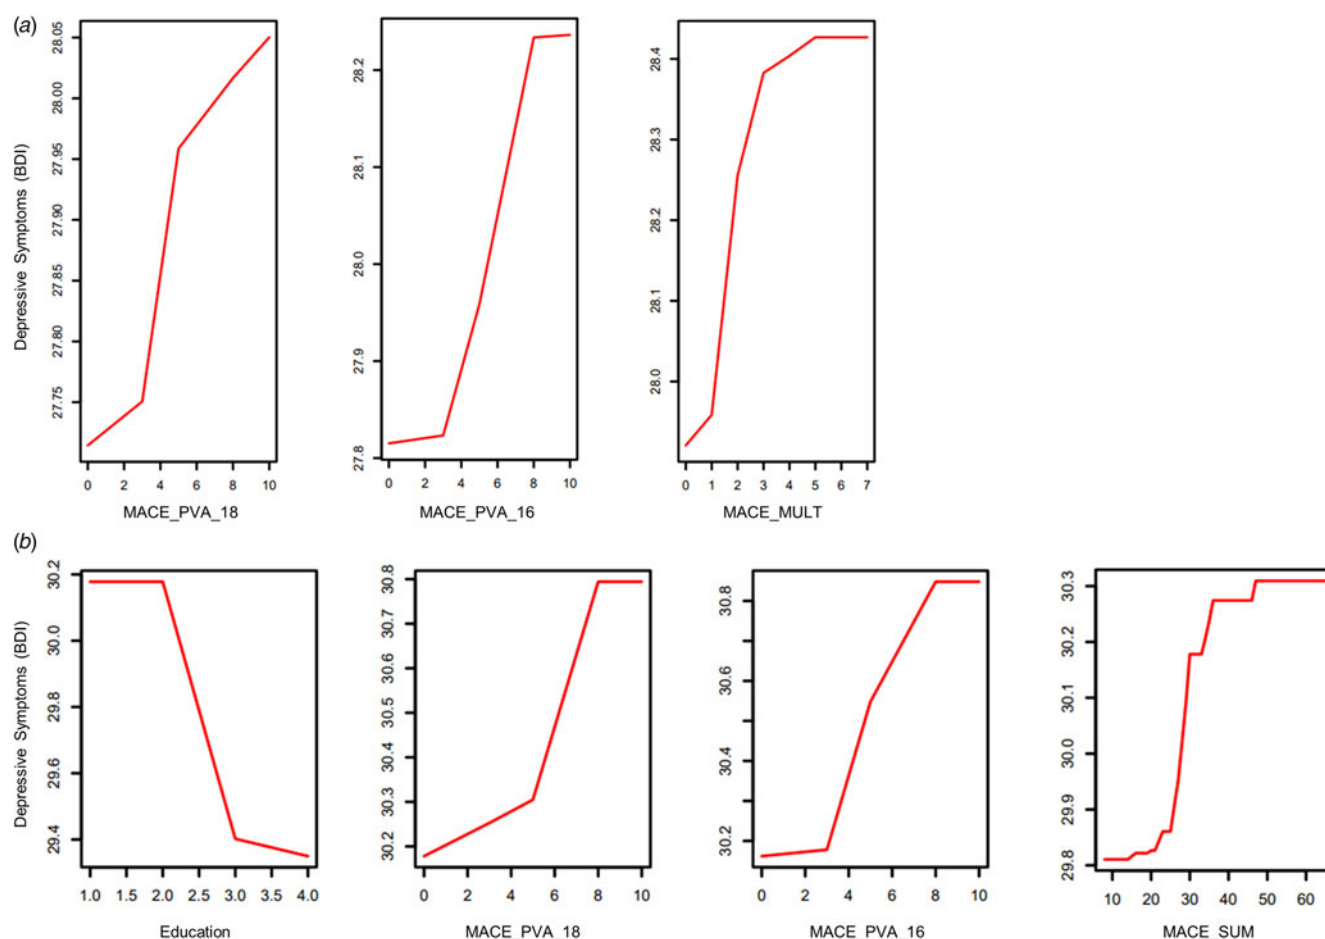 (a)
Depressive Symptoms (BDI)
28.05
28.00
27.95
27.90
27.85
27.80
27.75
0 2 4 6 8 10
MACE_PVA_18
28.2
28.1
28.0
27.9
27.8
0 2 4 6 8 10
MACE_PVA_16
28.4
28.3
28.2
28.1
28.0
0 1 2 3 4 5 6 7
MACE_MULT
(b)
Depressive Symptoms (BDI)
30.2
30.0
29.8
29.6
29.4
1.0 1.5 2.0 2.5 3.0 3.5 4.0
Education
30.8
30.7
30.6
30.5
30.4
30.3
30.2
0 2 4 6 8 10
MACE_PVA_18
30.8
30.6
30.4
30.2
0 2 4 6 8 10
MACE_PVA_16
30.3
30.2
30.1
30.0
29.9
29.8
10 20 30 40 50 60
MACE_SUM